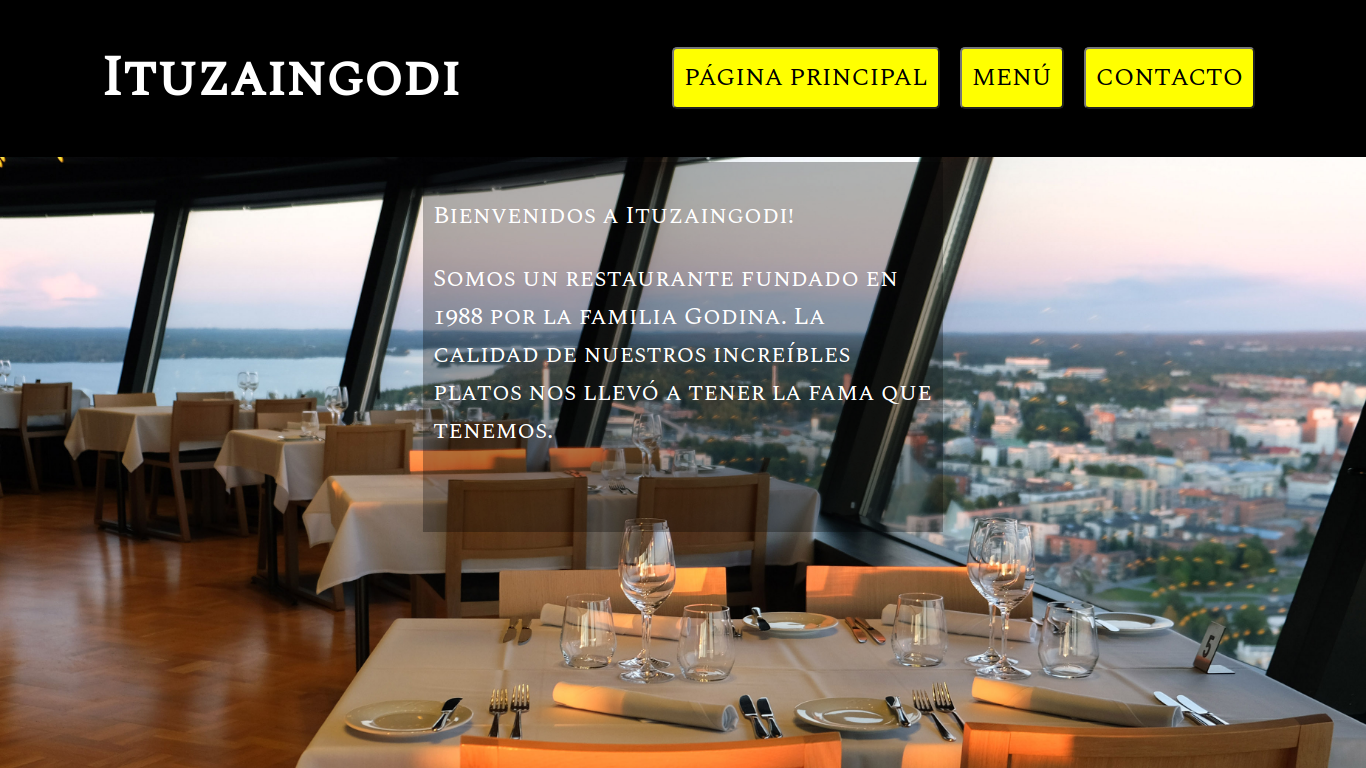 Ituzaingodi
PÁGINA PRINCIPAL
MENÚ
CONTACTO
Bienvenidos a Ituzaingodi!
Somos un restaurante fundado en
1988 por la familia Godina. La
calidad de nuestros increíbles
platos nos llevó a tener la fama que
tenemos.
5